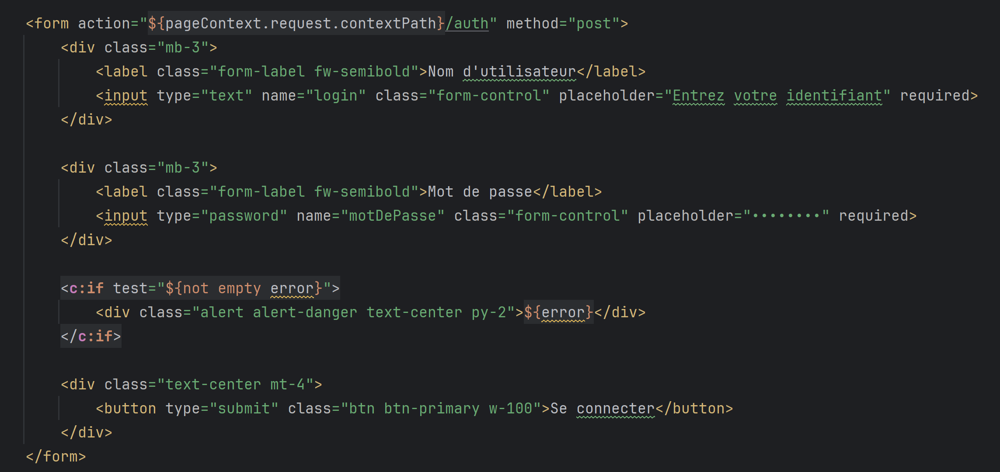 <form action="${pageContext.request.contextPath}/auth" method="post">
<div class="mb-3">
<label class="form-label fw-semibold">Nom d'utilisateur</label>
<input type="text" name="login" class="form-control" placeholder="Entrez votre identifiant" required>
</div>
<div class="mb-3">
<label class="form-label fw-semibold">Mot de passe</label>
<input type="password" name="motDePasse" class="form-control" placeholder="••••••••" required>
</div>
<c:if test="${not empty error}">
<div class="alert alert-danger text-center py-2">${error}</div>
</c:if>
<div class="text-center mt-4">
<button type="submit" class="btn btn-primary w-100">Se connecter</button>
</div>
</form>